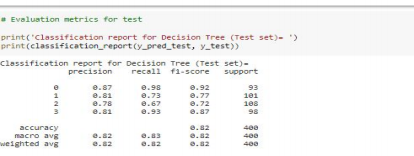 # Evaluation metrics for test
print('Classification report for Decision Tree (Test set)= ')
print(classification_report(y_pred_test, y_test))
Classification report for Decision Tree (Test set)=
precision recall f1-score support
0 0.87 0.98 0.92 93
1 0.81 0.73 0.77 101
2 0.78 0.67 0.72 108
3 0.81 0.93 0.87 98
accuracy 0.82 400
macro avg 0.82 0.83 0.82 400
weighted avg 0.82 0.82 0.82 400